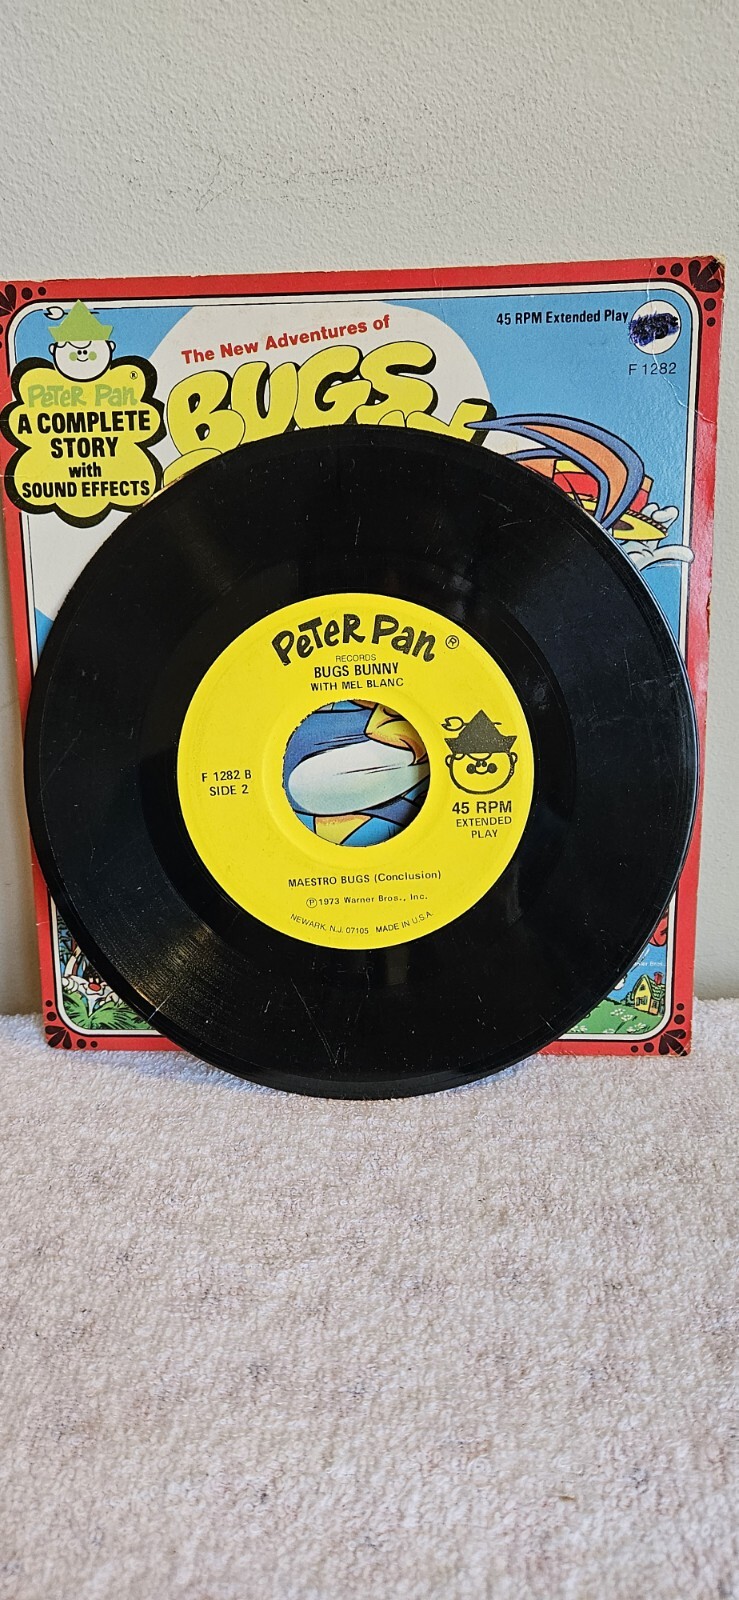 The New Adventures of
BUGS
45 RPM Extended Play
F 1282
Peter Pan®
A COMPLETE
STORY
with
SOUND EFFECTS
PETER PAN®
RECORDS
BUGS BUNNY
WITH MEL BLANC
F 1282 B
SIDE 2
45 RPM
EXTENDED
PLAY
MAESTRO BUGS (Conclusion)
Ⓟ1973 Warner Bros., Inc.
NEWARK, N.J. 07105 MADE IN U.S.A.